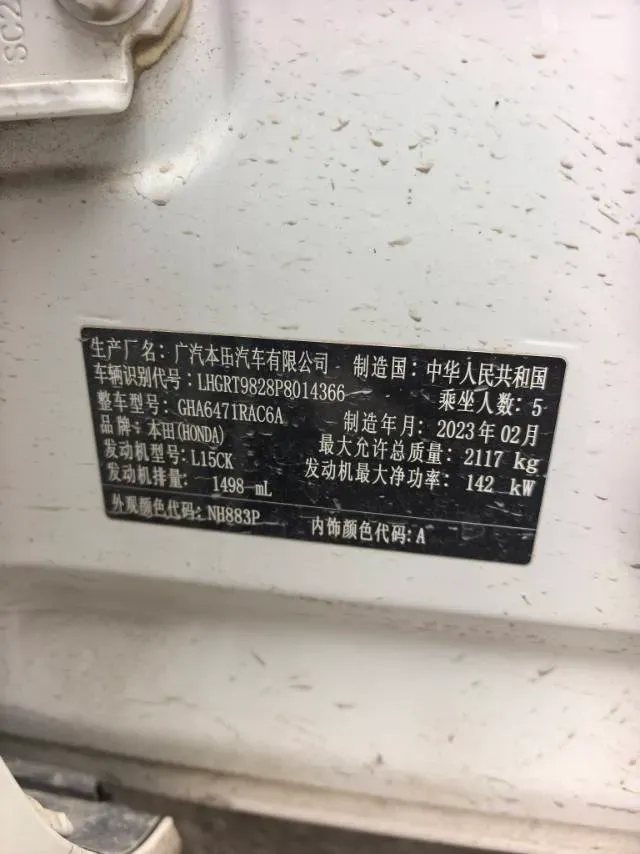 SC2
生产厂名: 广汽本田汽车有限公司 制造国: 中华人民共和国
车辆识别代号: LHGRT9828P8014366 乘坐人数: 5
整车型号: GHA6471RAC6A 制造年月: 2023年02月
品牌: 本田(HONDA) 最大允许总质量: 2117 kg
发动机型号: L15CK 发动机最大净功率: 142 kW
发动机排量: 1498 mL
外观颜色代码: NH883P 内饰颜色代码: A